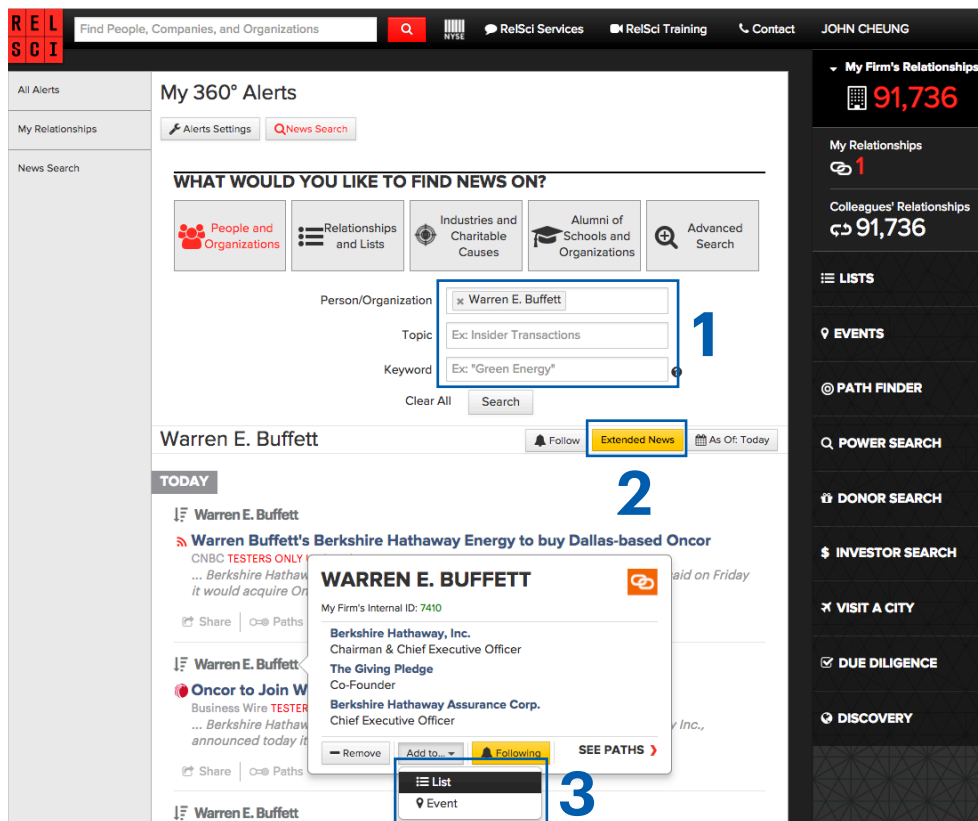 REL
SCI
Find People, Companies, and Organizations
NYSE
RelSci Services
RelSci Training
Contact
JOHN CHEUNG
All Alerts
My Relationships
News Search
My 360° Alerts
Alerts Settings
News Search
WHAT WOULD YOU LIKE TO FIND NEWS ON?
People and
Organizations
Relationships
and Lists
Industries and
Charitable
Causes
Alumni of
Schools and
Organizations
Advanced
Search
Person/Organization
× Warren E. Buffett
Topic
Ex: Insider Transactions
Keyword
Ex: "Green Energy"
1
Clear All
Search
Warren E. Buffett
Follow
Extended News
As Of: Today
2
TODAY
Warren E. Buffett
Warren Buffett's Berkshire Hathaway Energy to buy Dallas-based Oncor
CNBC TESTERS ONLY
... Berkshire Hathaw
aid on Friday
it would acquire On
Share
Paths
Warren E. Buffett
Oncor to Join W
Business Wire TESTER
... Berkshire Hathaw
y Inc.,
announced today it
Share
Paths
Warren E. Buffett
WARREN E. BUFFETT
My Firm's Internal ID: 7410
Berkshire Hathaway, Inc.
Chairman & Chief Executive Officer
The Giving Pledge
Co-Founder
Berkshire Hathaway Assurance Corp.
Chief Executive Officer
Remove
Add to...
Following
SEE PATHS
List
Event
3
My Firm's Relationships
91,736
My Relationships
1
Colleagues' Relationships
91,736
LISTS
EVENTS
PATH FINDER
POWER SEARCH
DONOR SEARCH
$ INVESTOR SEARCH
VISIT A CITY
DUE DILIGENCE
DISCOVERY